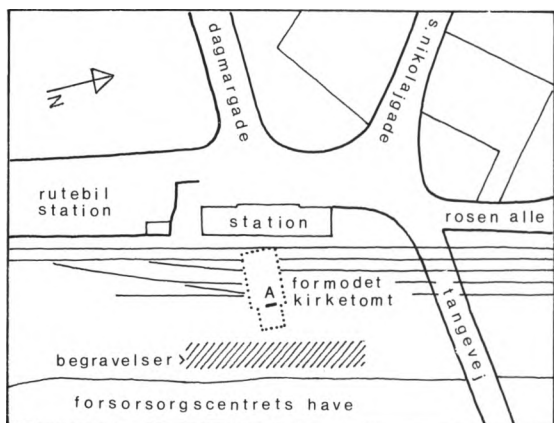 dagmargade
s. nikolajgade
N
rutebil
station
station
rosen alle
A
formodet
kirketomt
tangevej
begravelser
forsorsorgscentrets have